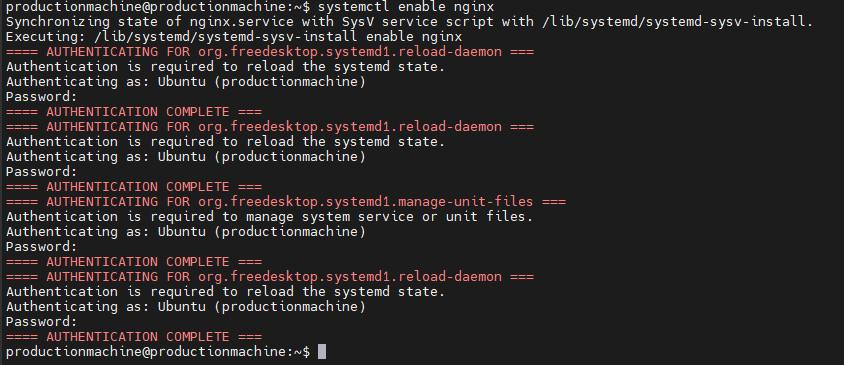 productionmachine@productionmachine:~$ systemctl enable nginx
Synchronizing state of nginx.service with SysV service script with /lib/systemd/systemd-sysv-install.
Executing: /lib/systemd/systemd-sysv-install enable nginx
==== AUTHENTICATING FOR org.freedesktop.systemd1.reload-daemon ===
Authentication is required to reload the systemd state.
Authenticating as: Ubuntu (productionmachine)
Password:
==== AUTHENTICATION COMPLETE ===
==== AUTHENTICATING FOR org.freedesktop.systemd1.reload-daemon ===
Authentication is required to reload the systemd state.
Authenticating as: Ubuntu (productionmachine)
Password:
==== AUTHENTICATION COMPLETE ===
==== AUTHENTICATING FOR org.freedesktop.systemd1.manage-unit-files ===
Authentication is required to manage system service or unit files.
Authenticating as: Ubuntu (productionmachine)
Password:
==== AUTHENTICATION COMPLETE ===
==== AUTHENTICATING FOR org.freedesktop.systemd1.reload-daemon ===
Authentication is required to reload the systemd state.
Authenticating as: Ubuntu (productionmachine)
Password:
==== AUTHENTICATION COMPLETE ===
productionmachine@productionmachine:~$